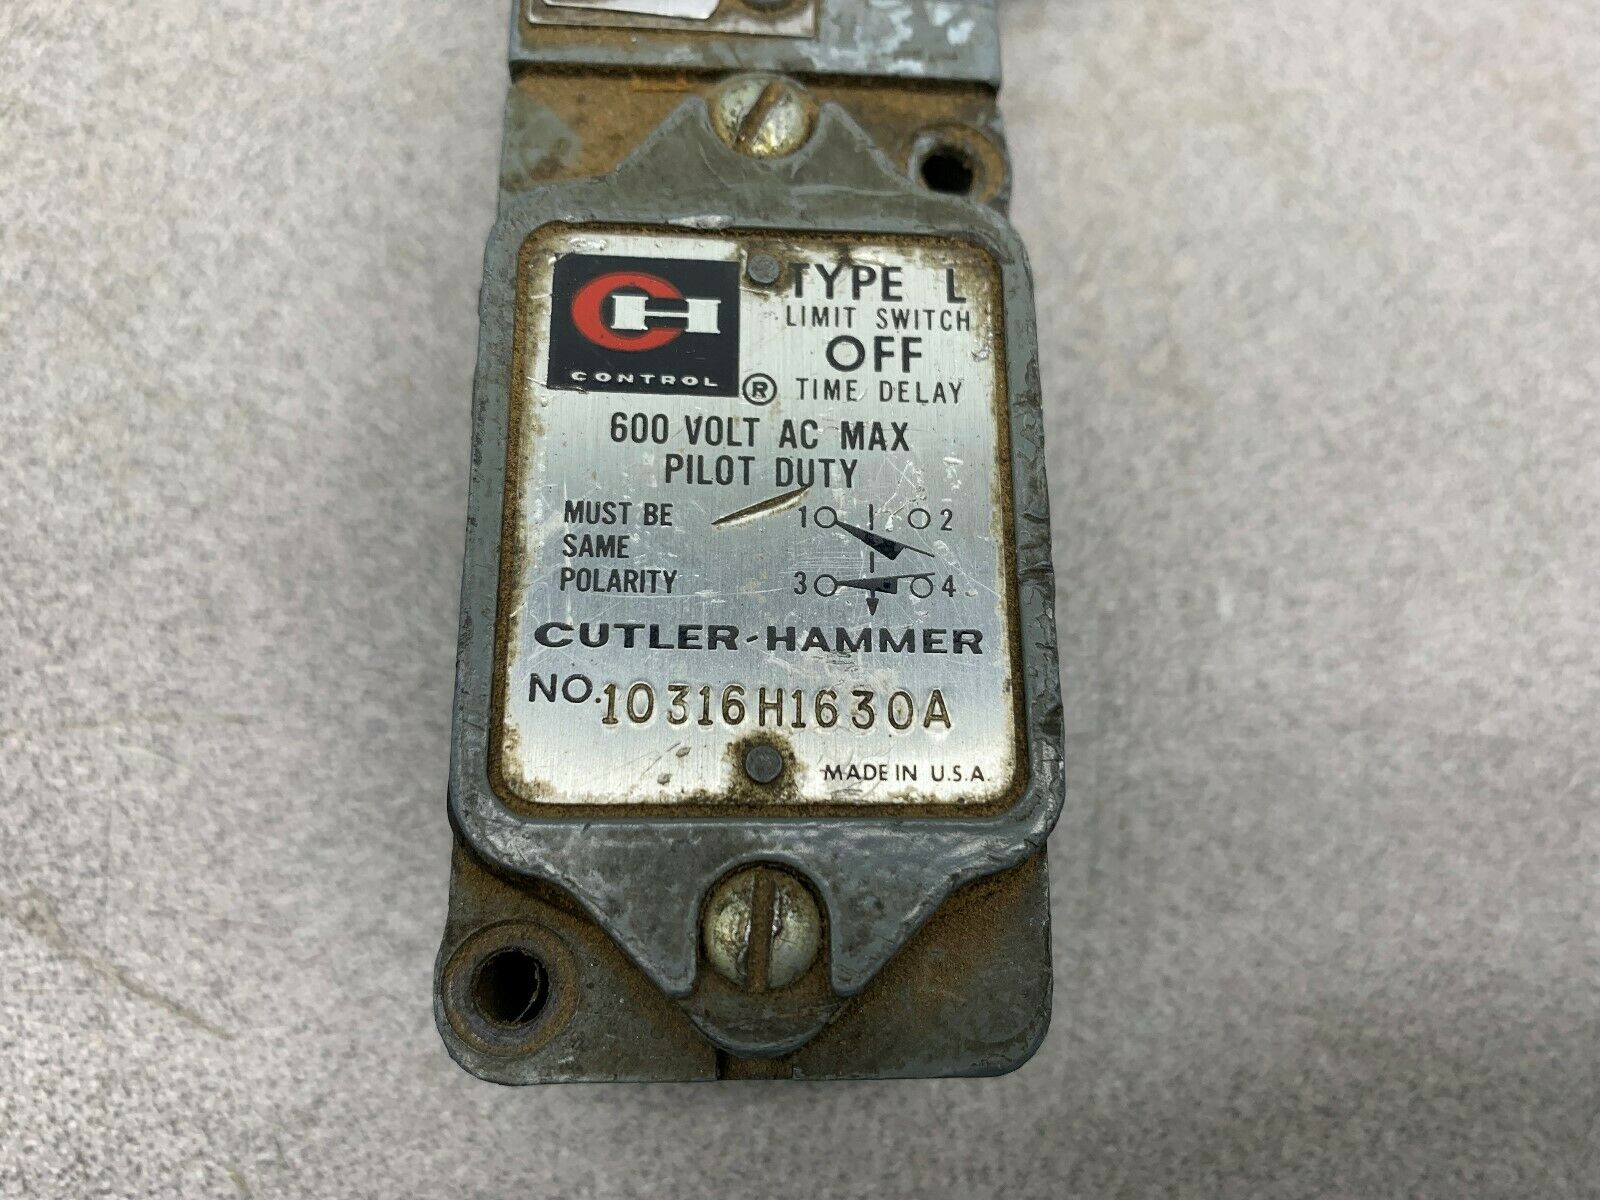 CH
CONTROL
®
TYPE L
LIMIT SWITCH
OFF
TIME DELAY
600 VOLT AC MAX
PILOT DUTY
MUST BE
SAME
POLARITY
1 2
3 4
CUTLER-HAMMER
NO. 10316H1630A
MADE IN U.S.A.